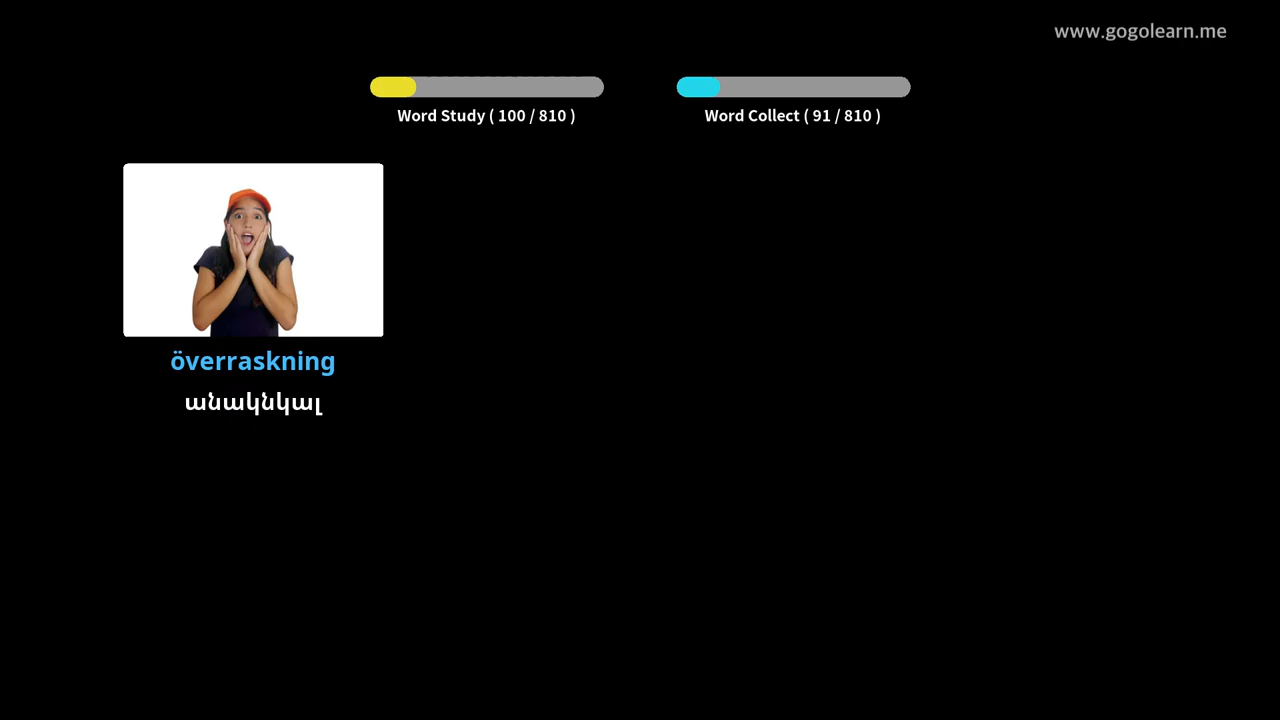 www.gogolearn.me
Word Study ( 100 / 810 )
Word Collect ( 91 / 810 )
överraskning
անակնկալ